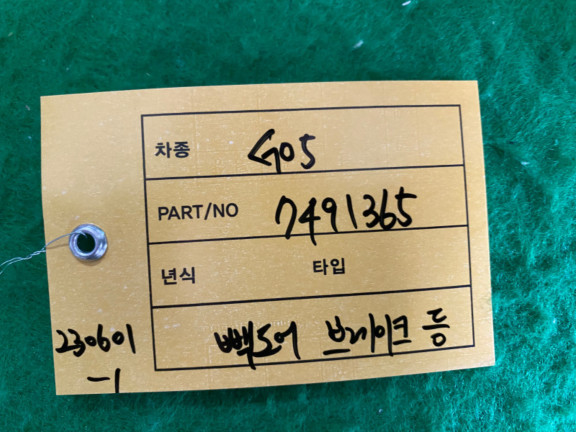 차종 G05
PART/NO 7491365
년식 타입
빽도어 브레이크 등
230601
-1